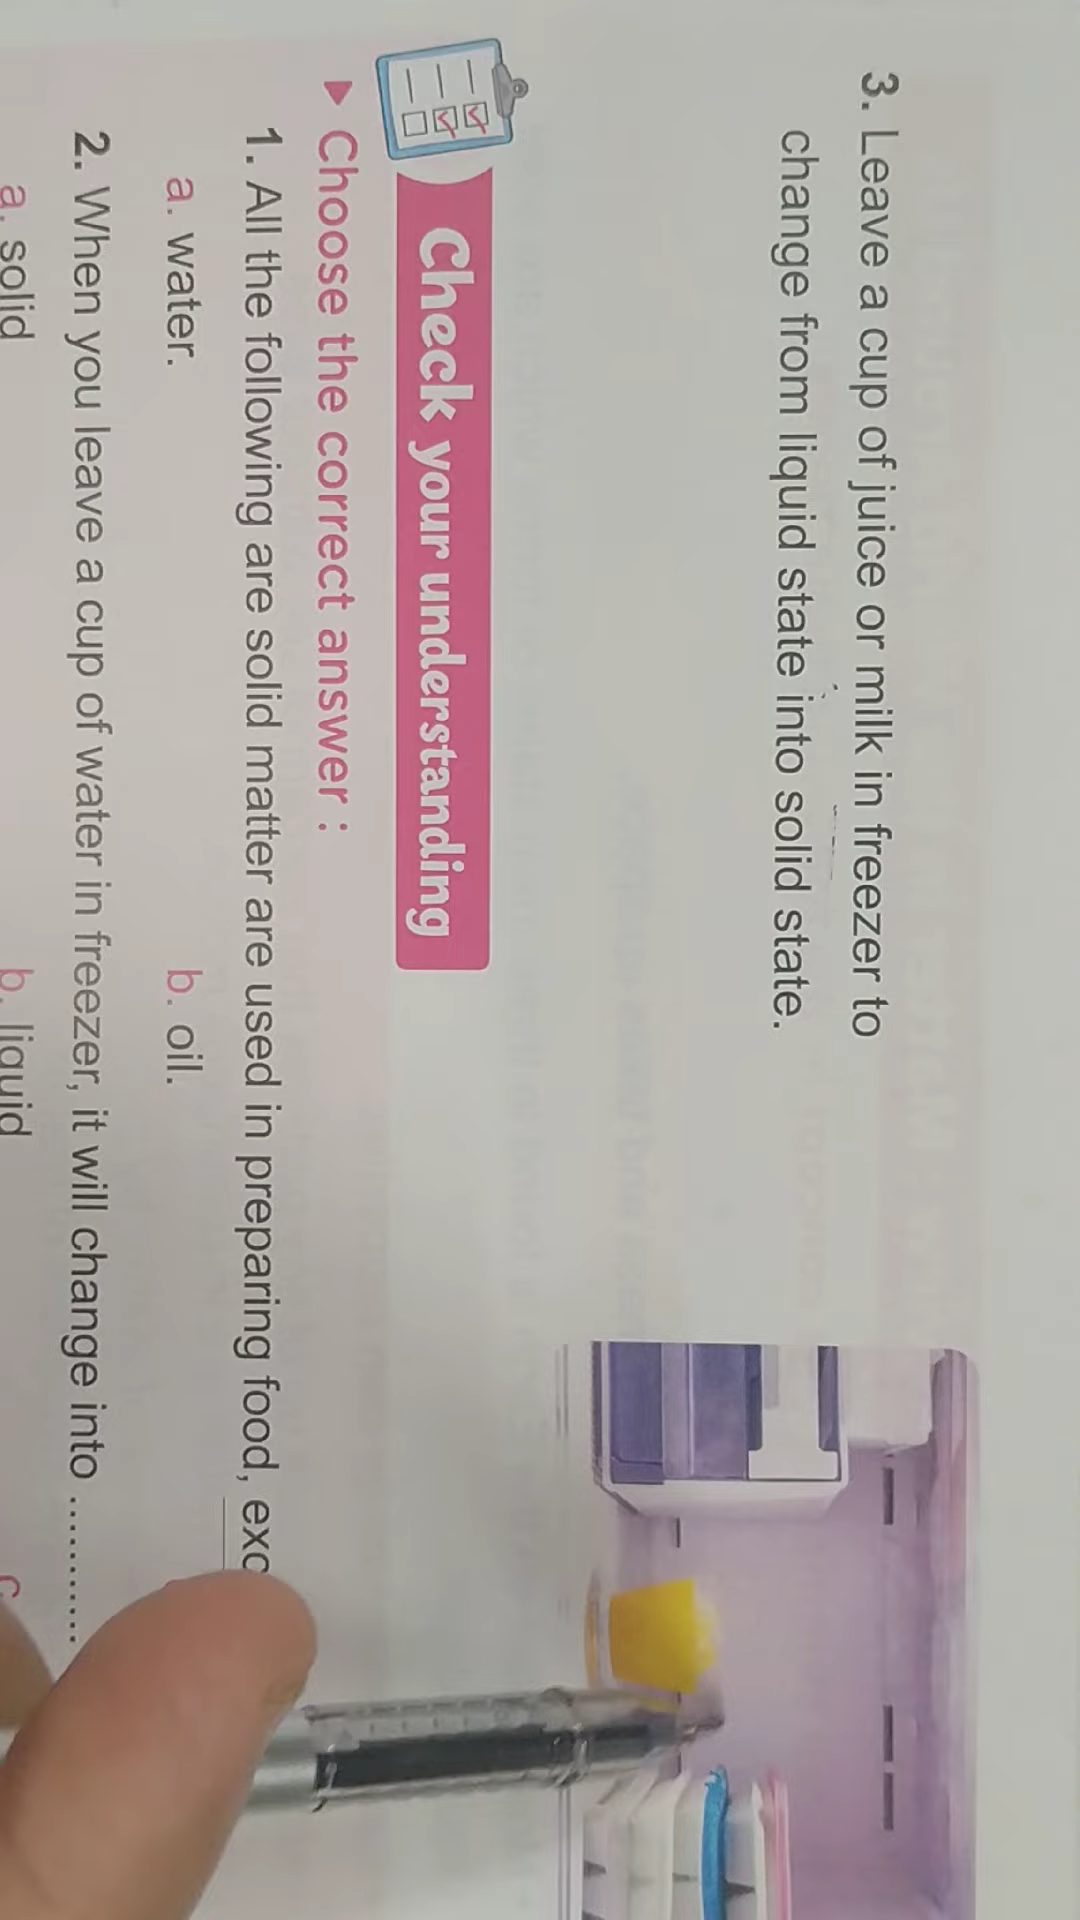 3. Leave a cup of juice or milk in freezer to
change from liquid state into solid state.
Check your understanding
Choose the correct answer :
1. All the following are solid matter are used in preparing food,
a. water. b. oil.
2. When you leave a cup of water in freezer, it will change into ..........
a. solid b. liquid